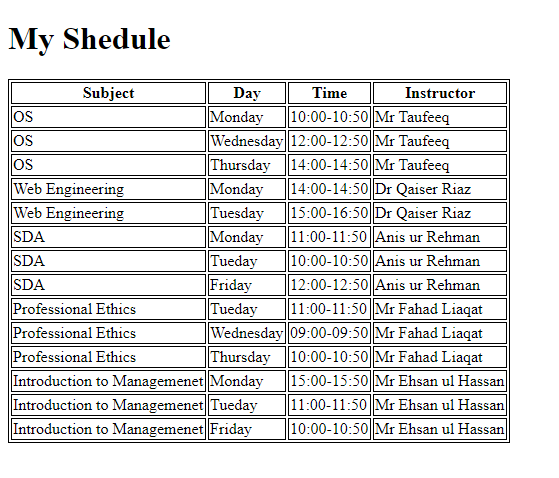 My Shedule
Subject Day Time Instructor
OS Monday 10:00-10:50 Mr Taufeeq
OS Wednesday 12:00-12:50 Mr Taufeeq
OS Thursday 14:00-14:50 Mr Taufeeq
Web Engineering Monday 14:00-14:50 Dr Qaiser Riaz
Web Engineering Tuesday 15:00-16:50 Dr Qaiser Riaz
SDA Monday 11:00-11:50 Anis ur Rehman
SDA Tueday 10:00-10:50 Anis ur Rehman
SDA Friday 12:00-12:50 Anis ur Rehman
Professional Ethics Tueday 11:00-11:50 Mr Fahad Liaqat
Professional Ethics Wednesday 09:00-09:50 Mr Fahad Liaqat
Professional Ethics Thursday 10:00-10:50 Mr Fahad Liaqat
Introduction to Managemenet Monday 15:00-15:50 Mr Ehsan ul Hassan
Introduction to Managemenet Tueday 11:00-11:50 Mr Ehsan ul Hassan
Introduction to Managemenet Friday 10:00-10:50 Mr Ehsan ul Hassan